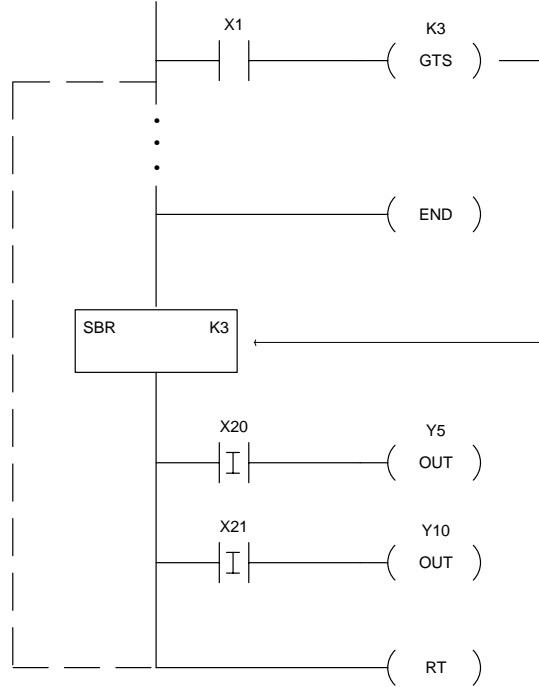 X1 K3
GTS
END
SBR K3
X20 Y5
OUT
X21 Y10
OUT
RT